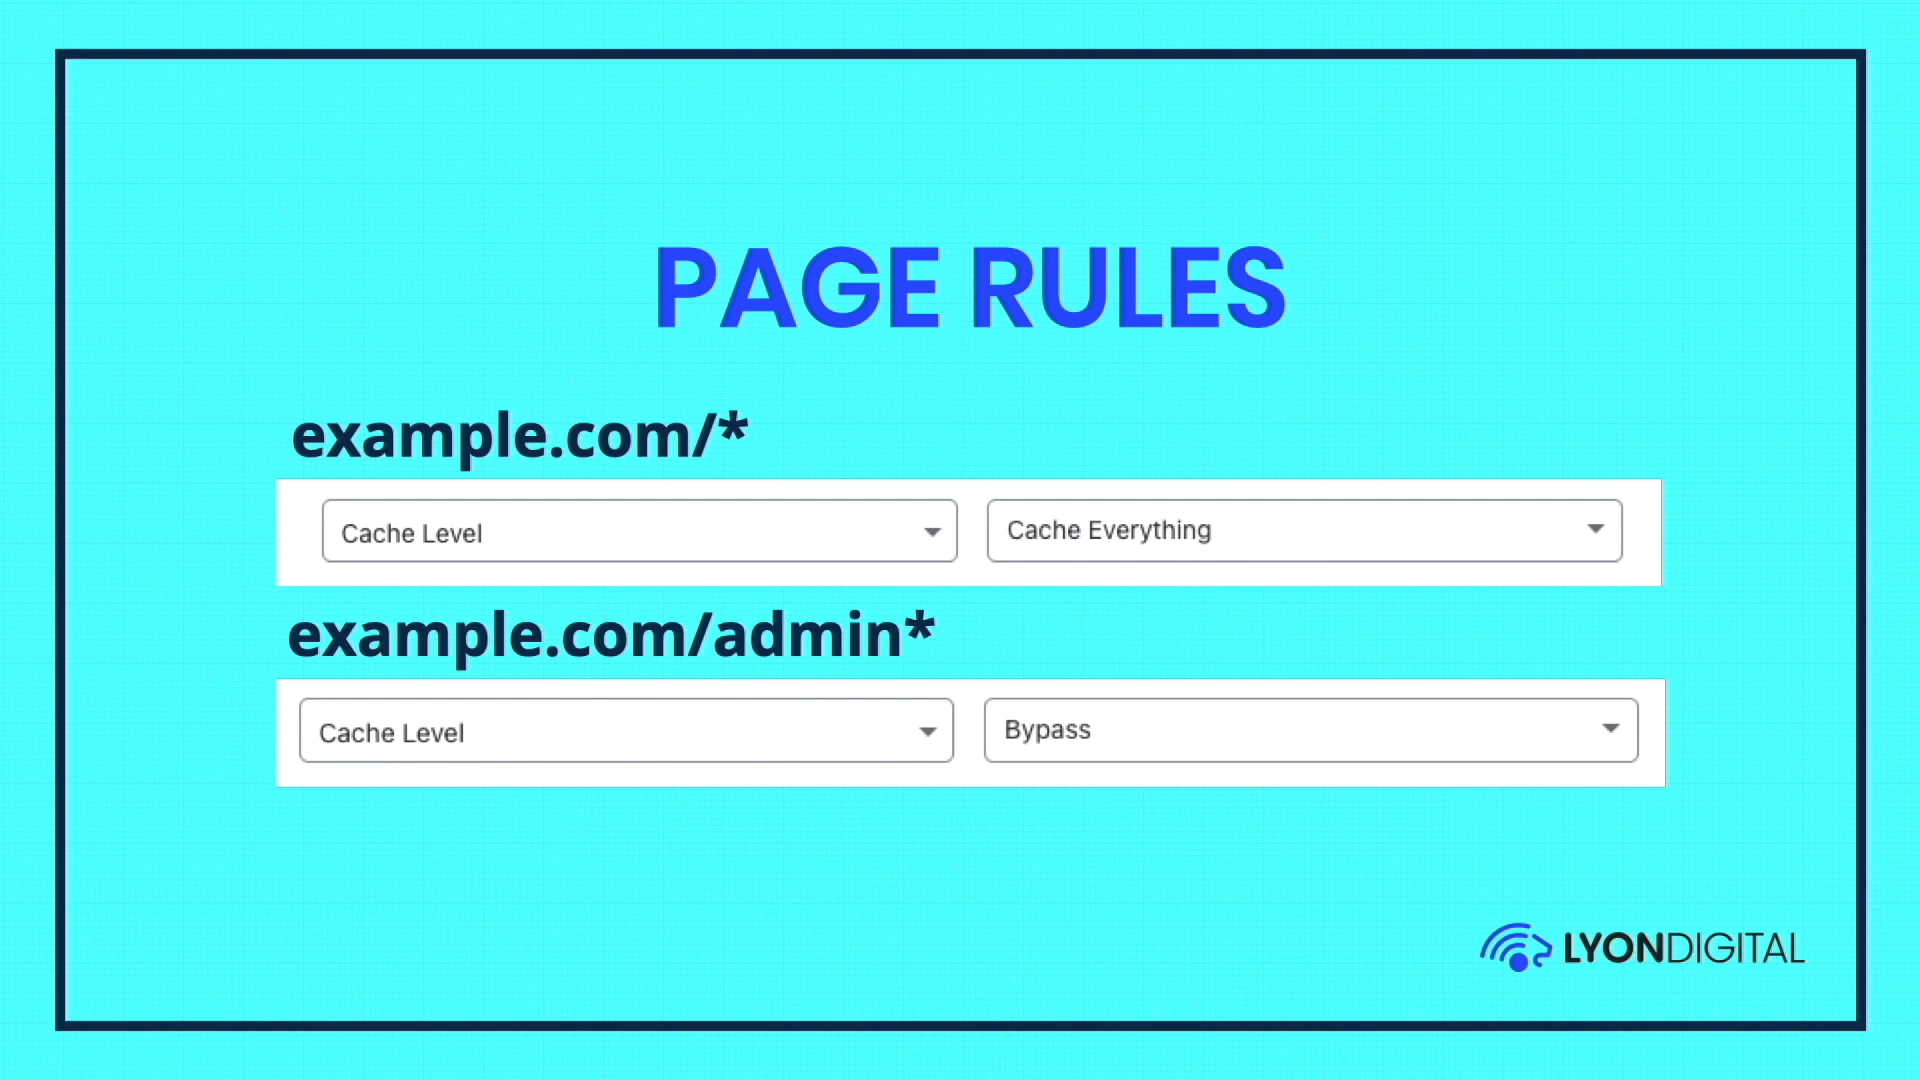 PAGE RULES
example.com/*
Cache Level Cache Everything
example.com/admin*
Cache Level Bypass
LYONDIGITAL